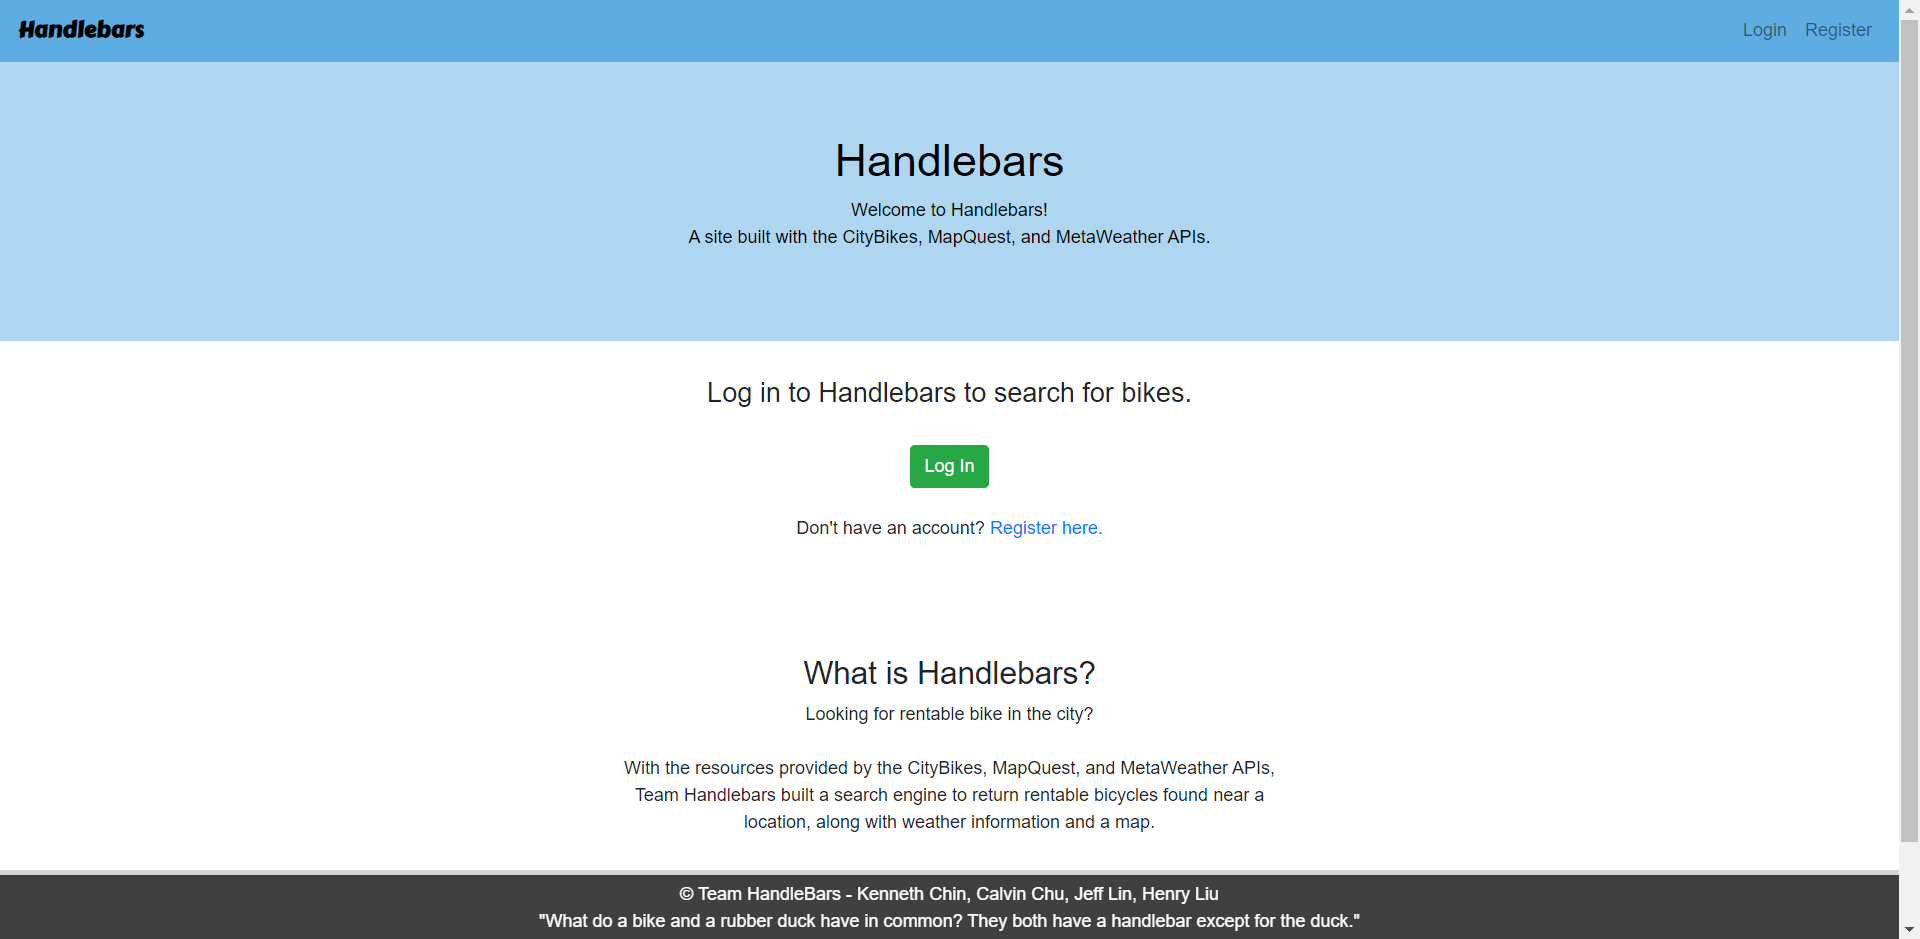 Handlebars
Login Register
Handlebars
Welcome to Handlebars!
A site built with the CityBikes, MapQuest, and MetaWeather APIs.
Log in to Handlebars to search for bikes.
Log In
Don't have an account? Register here.
What is Handlebars?
Looking for rentable bike in the city?
With the resources provided by the CityBikes, MapQuest, and MetaWeather APIs,
Team Handlebars built a search engine to return rentable bicycles found near a
location, along with weather information and a map.
© Team HandleBars - Kenneth Chin, Calvin Chu, Jeff Lin, Henry Liu
"What do a bike and a rubber duck have in common? They both have a handlebar except for the duck."